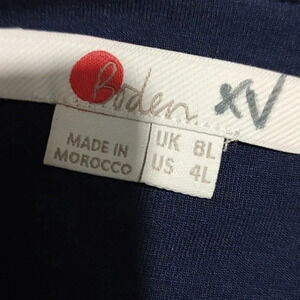 Boden
XV
MADE IN
MOROCCO
UK 8L
US 4L